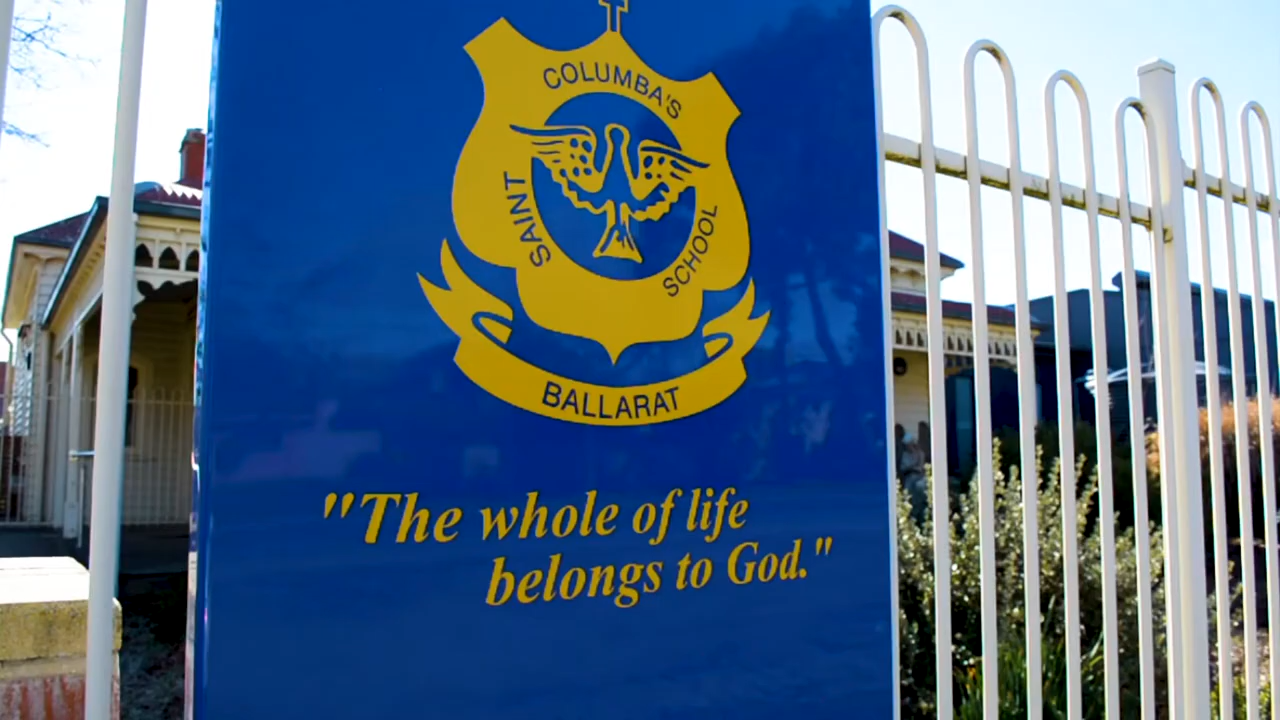 COLUMBA'S
SAINT
SCHOOL
BALLARAT
"The whole of life
belongs to God."